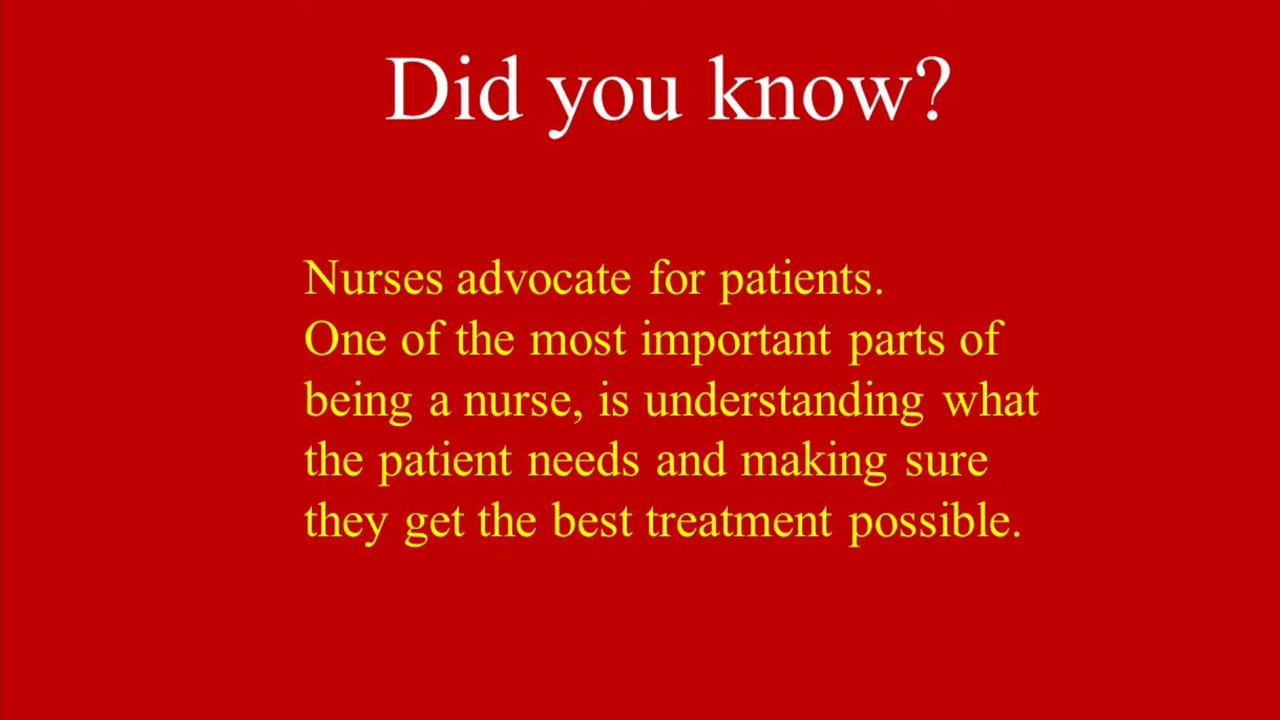 Did you know?
Nurses advocate for patients.
One of the most important parts of
being a nurse, is understanding what
the patient needs and making sure
they get the best treatment possible.